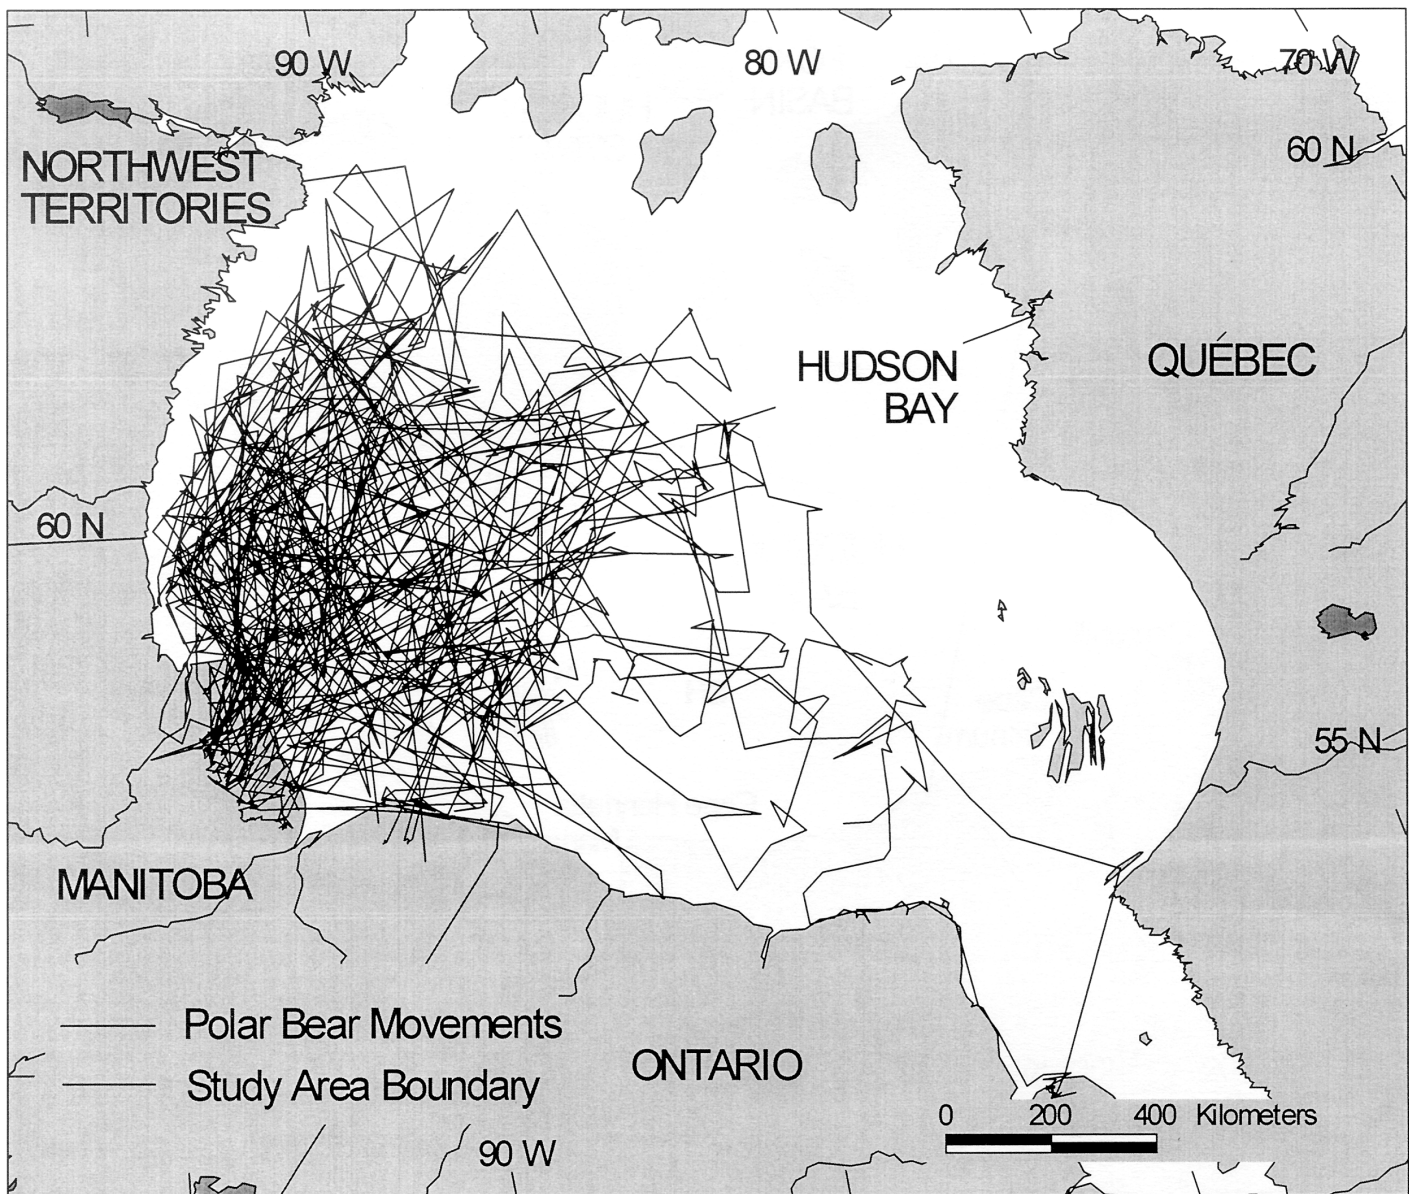 90 W
80 W
70 W
60 N
NORTHWEST
TERRITORIES
HUDSON
BAY
QUÉBEC
60 N
55 N
MANITOBA
Polar Bear Movements
Study Area Boundary
ONTARIO
0 200 400 Kilometers
90 W